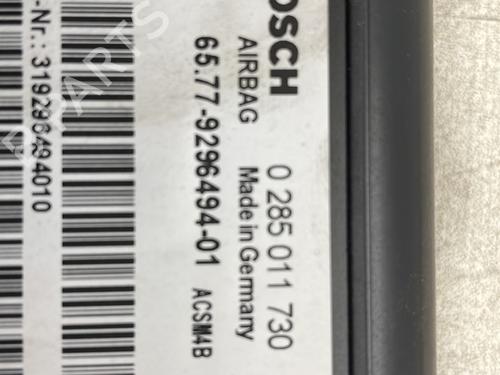 BOSCH
AIRBAG 0 285 011 730
Made in Germany
65.77-9296494-01 ACSM4B
-Nr.: 319296494010